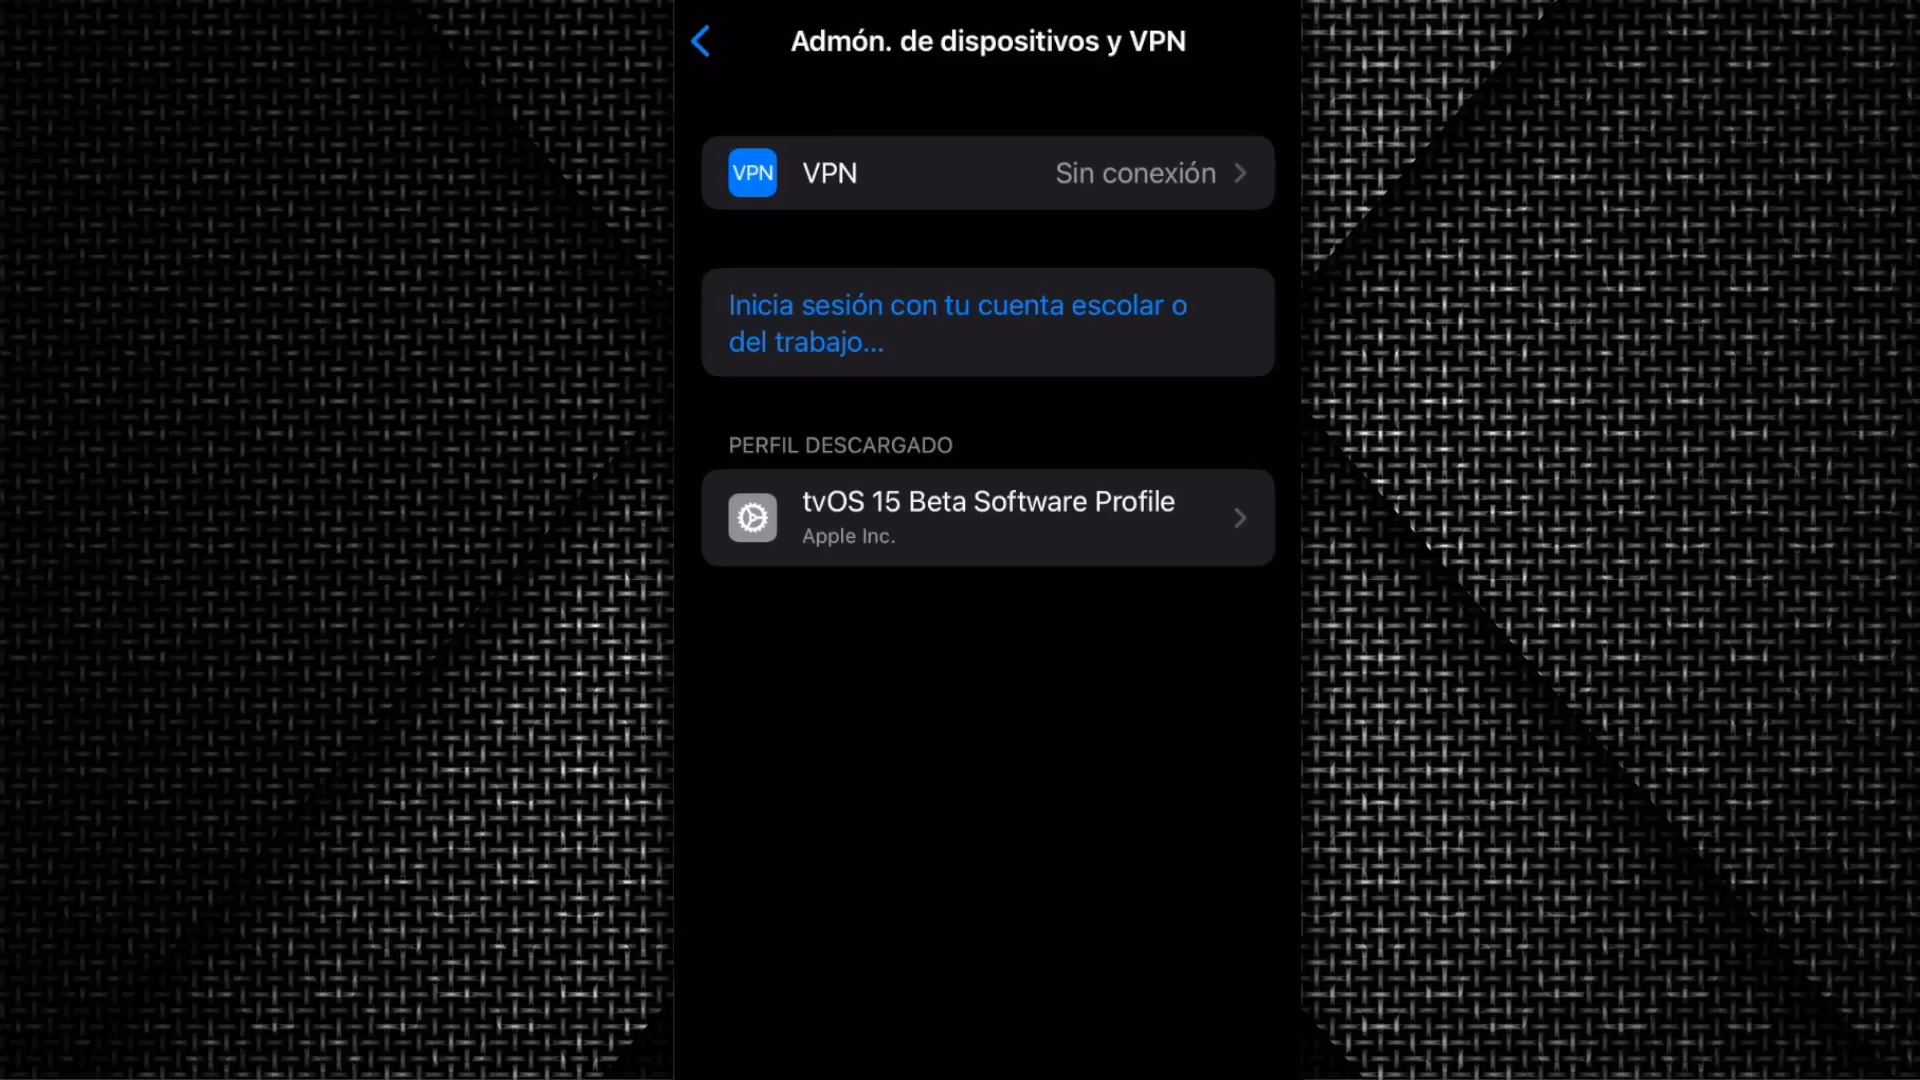 Admón. de dispositivos y VPN
VPN VPN Sin conexión
Inicia sesión con tu cuenta escolar o
del trabajo...
PERFIL DESCARGADO
tvOS 15 Beta Software Profile
Apple Inc.